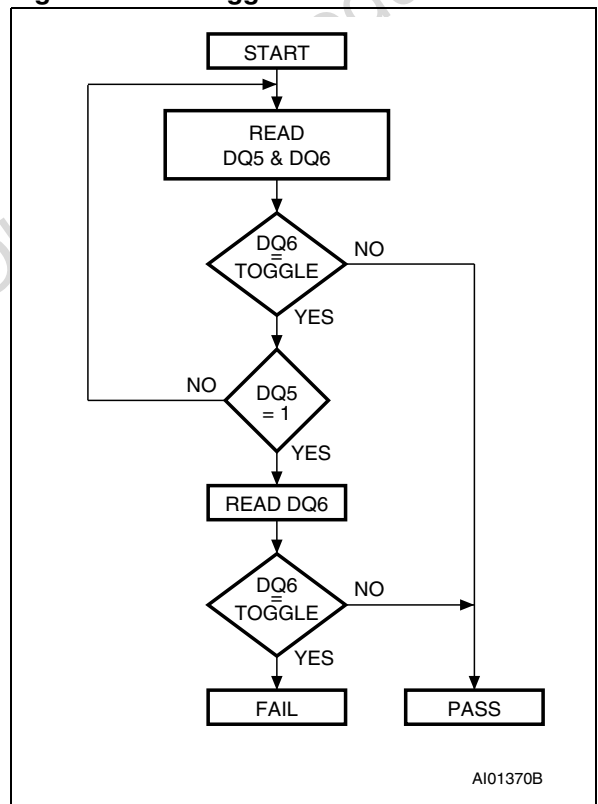 START
READ
DQ5 & DQ6
DQ6
=
TOGGLE
NO
YES
NO
DQ5
= 1
YES
READ DQ6
DQ6
=
TOGGLE
NO
YES
FAIL
PASS
AI01370B